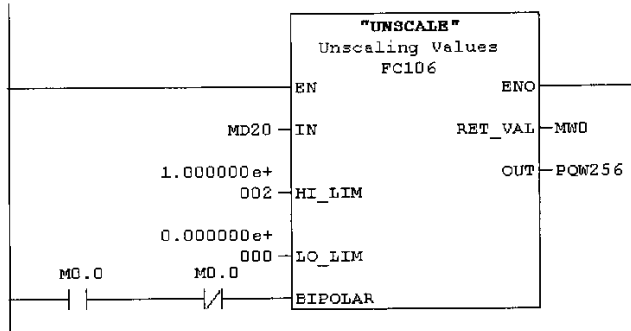 "UNSCALE"
Unscaling Values
FC106
EN ENO
MD20 IN RET_VAL MW0
1.000000e+
002 HI_LIM OUT PQW256
0.000000e+
000 LO_LIM
M0.0 M0.0
BIPOLAR